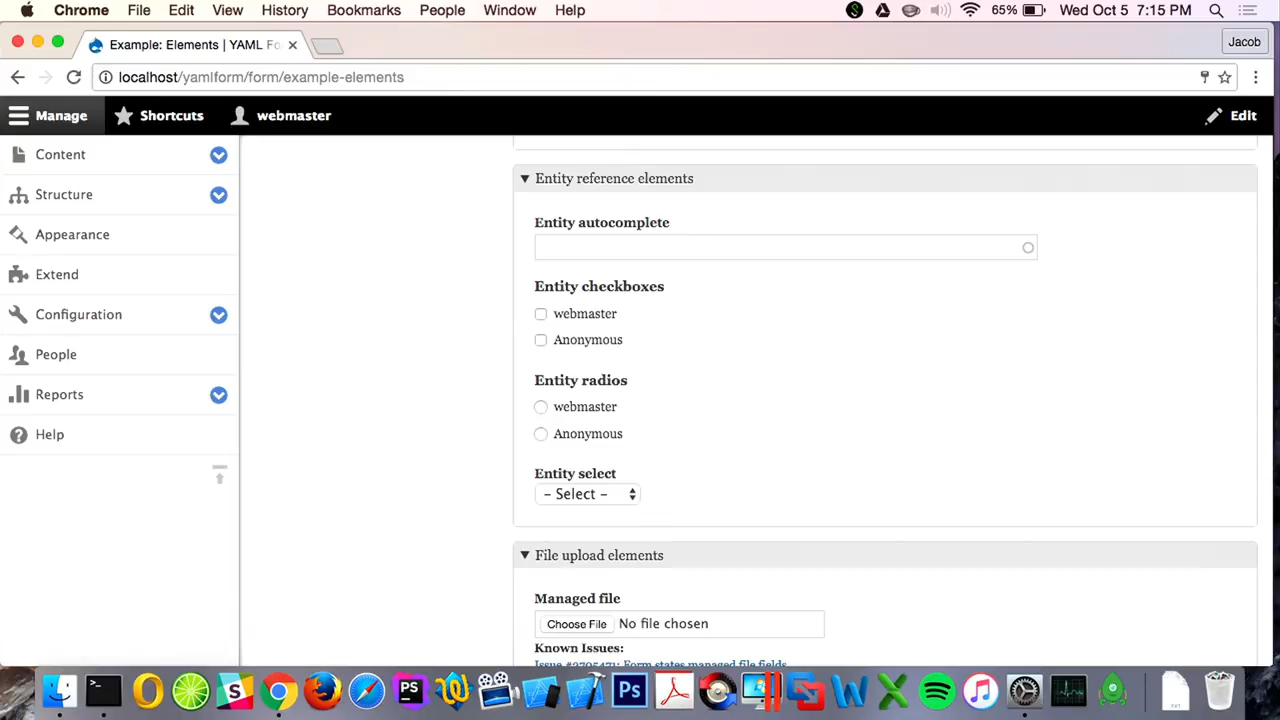 Chrome File Edit View History Bookmarks People Window Help 65% Wed Oct 5 7:15 PM
Example: Elements | YAML Fo Jacob
localhost/yamlform/form/example-elements
Manage Shortcuts webmaster Edit
Content
Structure
Appearance
Extend
Configuration
People
Reports
Help
Entity reference elements
Entity autocomplete
Entity checkboxes
webmaster
Anonymous
Entity radios
webmaster
Anonymous
Entity select
- Select -
File upload elements
Managed file
Choose File No file chosen
Known Issues:
Issue #2705471: Form states managed file fields